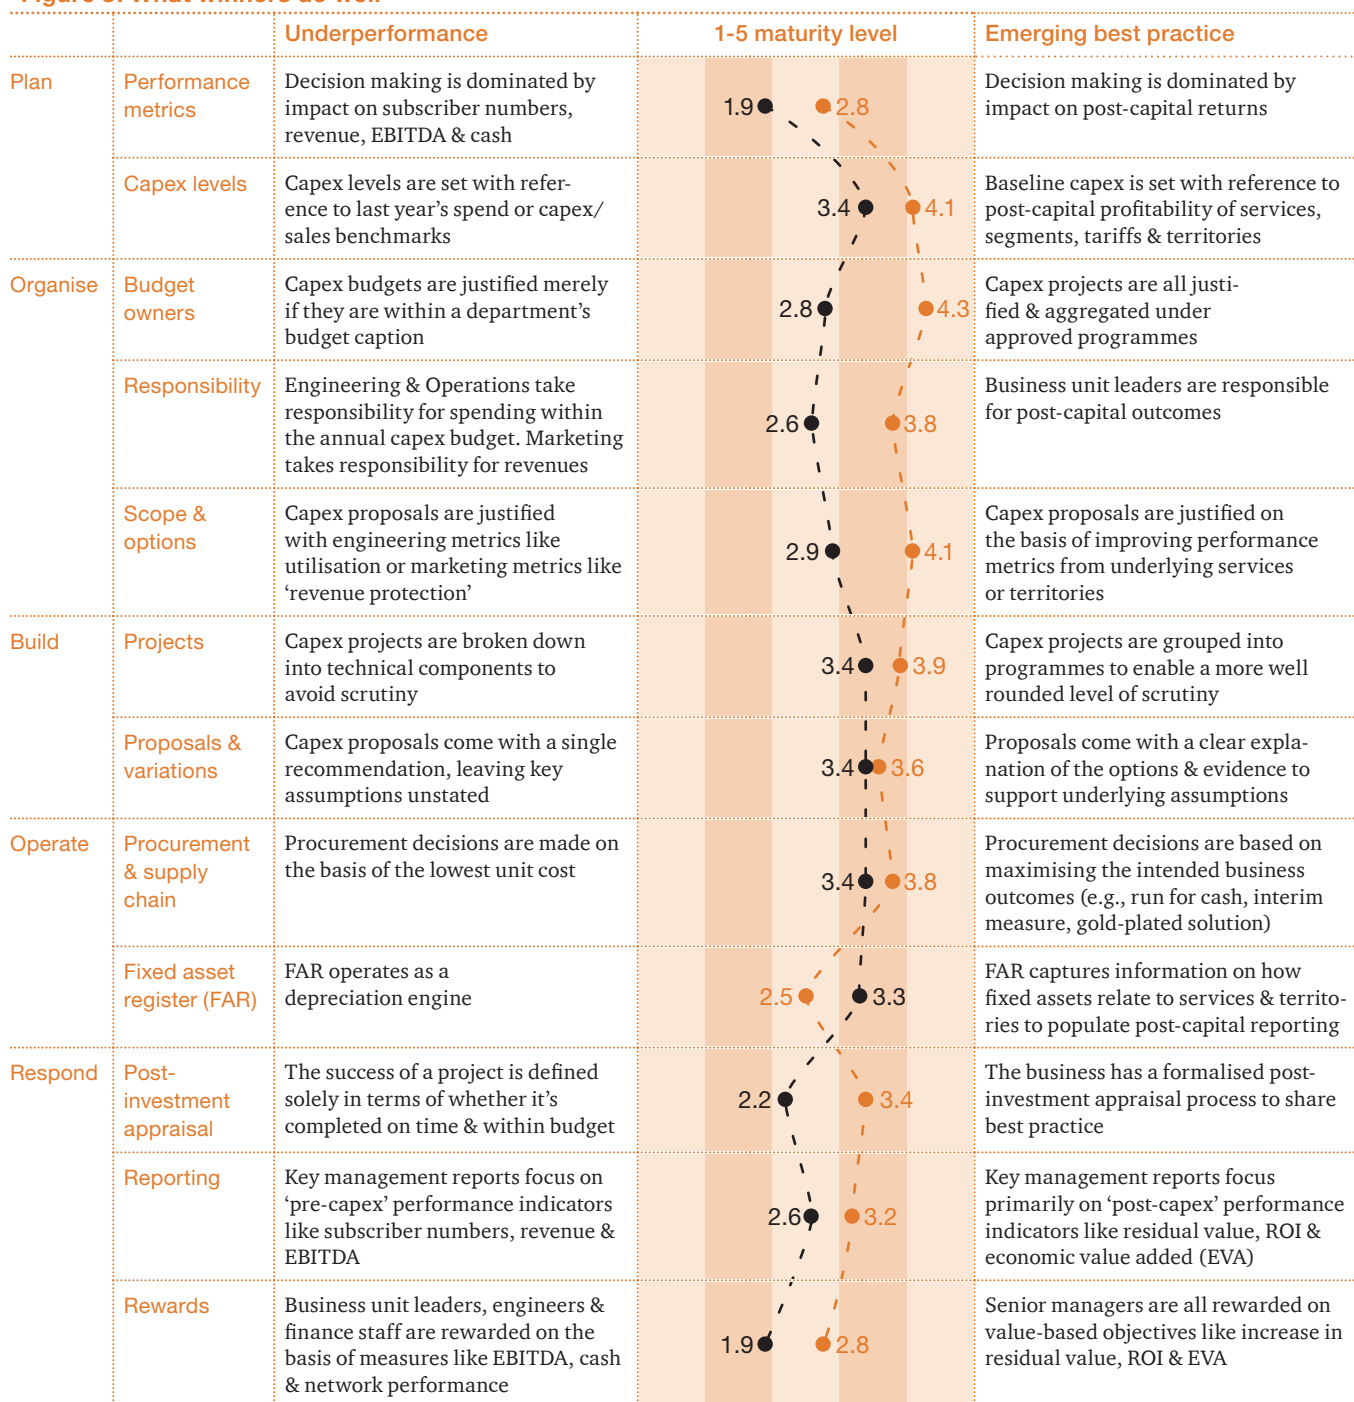 Underperformance
1-5 maturity level
Emerging best practice
Plan
Performance
metrics
Decision making is dominated by
impact on subscriber numbers,
revenue, EBITDA & cash
1.9
2.8
Decision making is dominated by
impact on post-capital returns
Capex levels
Capex levels are set with refer-
ence to last year's spend or capex/
sales benchmarks
3.4
4.1
Baseline capex is set with reference to
post-capital profitability of services,
segments, tariffs & territories
Organise
Budget
owners
Capex budgets are justified merely
if they are within a department's
budget caption
2.8
4.3
Capex projects are all justi-
fied & aggregated under
approved programmes
Responsibility
Engineering & Operations take
responsibility for spending within
the annual capex budget. Marketing
takes responsibility for revenues
2.6
3.8
Business unit leaders are responsible
for post-capital outcomes
Scope &
options
Capex proposals are justified
with engineering metrics like
utilisation or marketing metrics like
‘revenue protection’
2.9
4.1
Capex proposals are justified on
the basis of improving performance
metrics from underlying services
or territories
Build
Projects
Capex projects are broken down
into technical components to
avoid scrutiny
3.4
3.9
Capex projects are grouped into
programmes to enable a more well
rounded level of scrutiny
Proposals &
variations
Capex proposals come with a single
recommendation, leaving key
assumptions unstated
3.4
3.6
Proposals come with a clear expla-
nation of the options & evidence to
support underlying assumptions
Operate
Procurement
& supply
chain
Procurement decisions are made on
the basis of the lowest unit cost
3.4
3.8
Procurement decisions are based on
maximising the intended business
outcomes (e.g., run for cash, interim
measure, gold-plated solution)
Fixed asset
register (FAR)
FAR operates as a
depreciation engine
2.5
3.3
FAR captures information on how
fixed assets relate to services & territo-
ries to populate post-capital reporting
Respond
Post-
investment
appraisal
The success of a project is defined
solely in terms of whether it's
completed on time & within budget
2.2
3.4
The business has a formalised post-
investment appraisal process to share
best practice
Reporting
Key management reports focus on
‘pre-capex’ performance indicators
like subscriber numbers, revenue &
EBITDA
2.6
3.2
Key management reports focus
primarily on ‘post-capex’ performance
indicators like residual value, ROI &
economic value added (EVA)
Rewards
Business unit leaders, engineers &
finance staff are rewarded on the
basis of measures like EBITDA, cash
& network performance
1.9
2.8
Senior managers are all rewarded on
value-based objectives like increase in
residual value, ROI & EVA